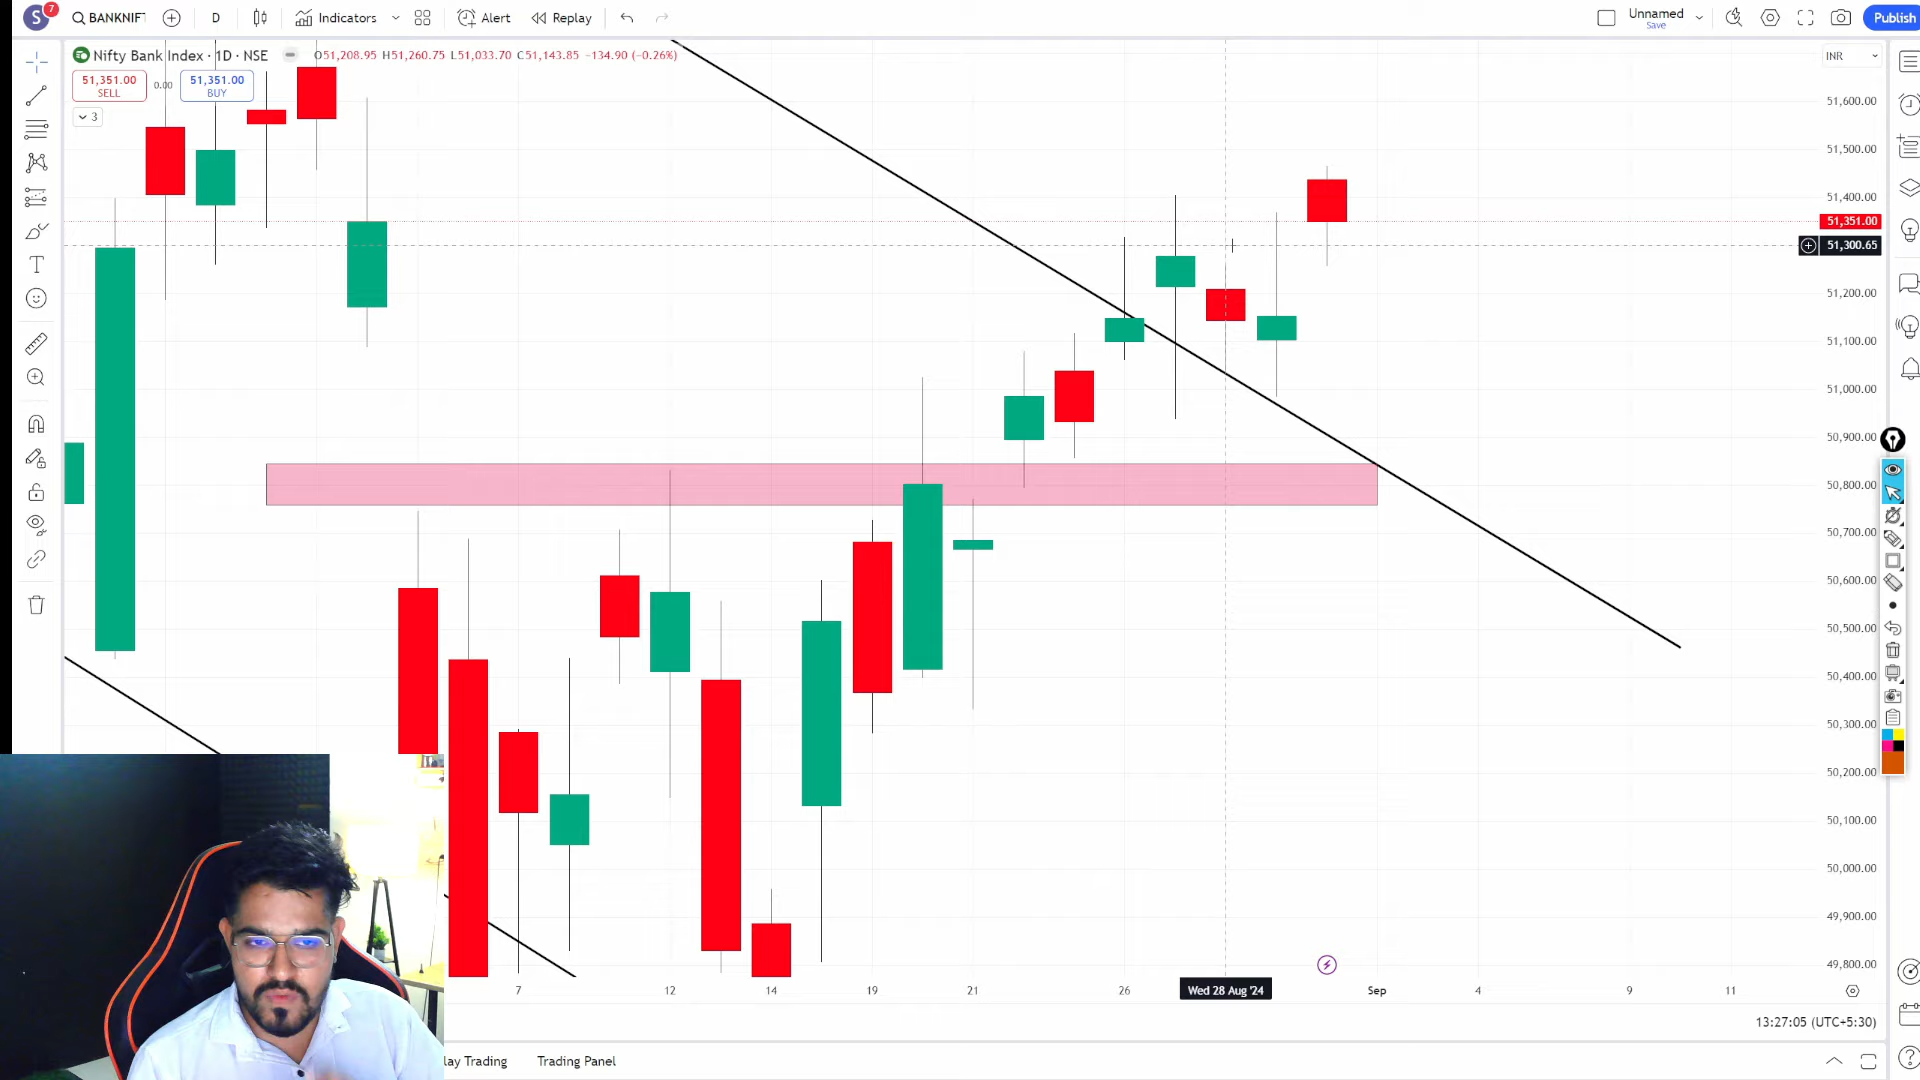 S 7 BANKNIFT D Indicators Alert Replay Unnamed Save Publish
Nifty Bank Index · 1D · NSE O51,208.95 H51,260.75 L51,033.70 C51,143.85 −134.90 (−0.26%)
INR
51,351.00 SELL
0.00
51,351.00 BUY
3
51,600.00
51,500.00
51,400.00
51,351.00
51,300.65
51,200.00
51,100.00
51,000.00
50,900.00
50,800.00
50,700.00
50,600.00
50,500.00
50,400.00
50,300.00
50,200.00
50,100.00
50,000.00
49,900.00
49,800.00
7 12 14 19 21 26 Wed 28 Aug '24 Sep 4 9 11
13:27:05 (UTC+5:30)
lay Trading Trading Panel